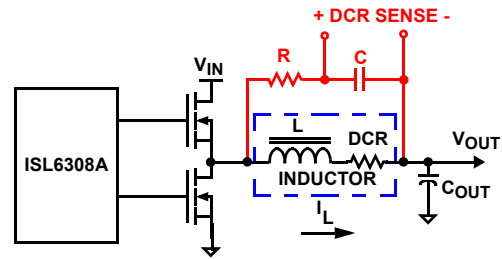 + DCR SENSE -
R
C
VIN
ISL6308A
L
DCR
INDUCTOR
VOUT
COUT
IL